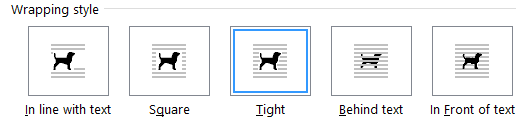 Wrapping style
In line with text
Square
Tight
Behind text
In Front of text